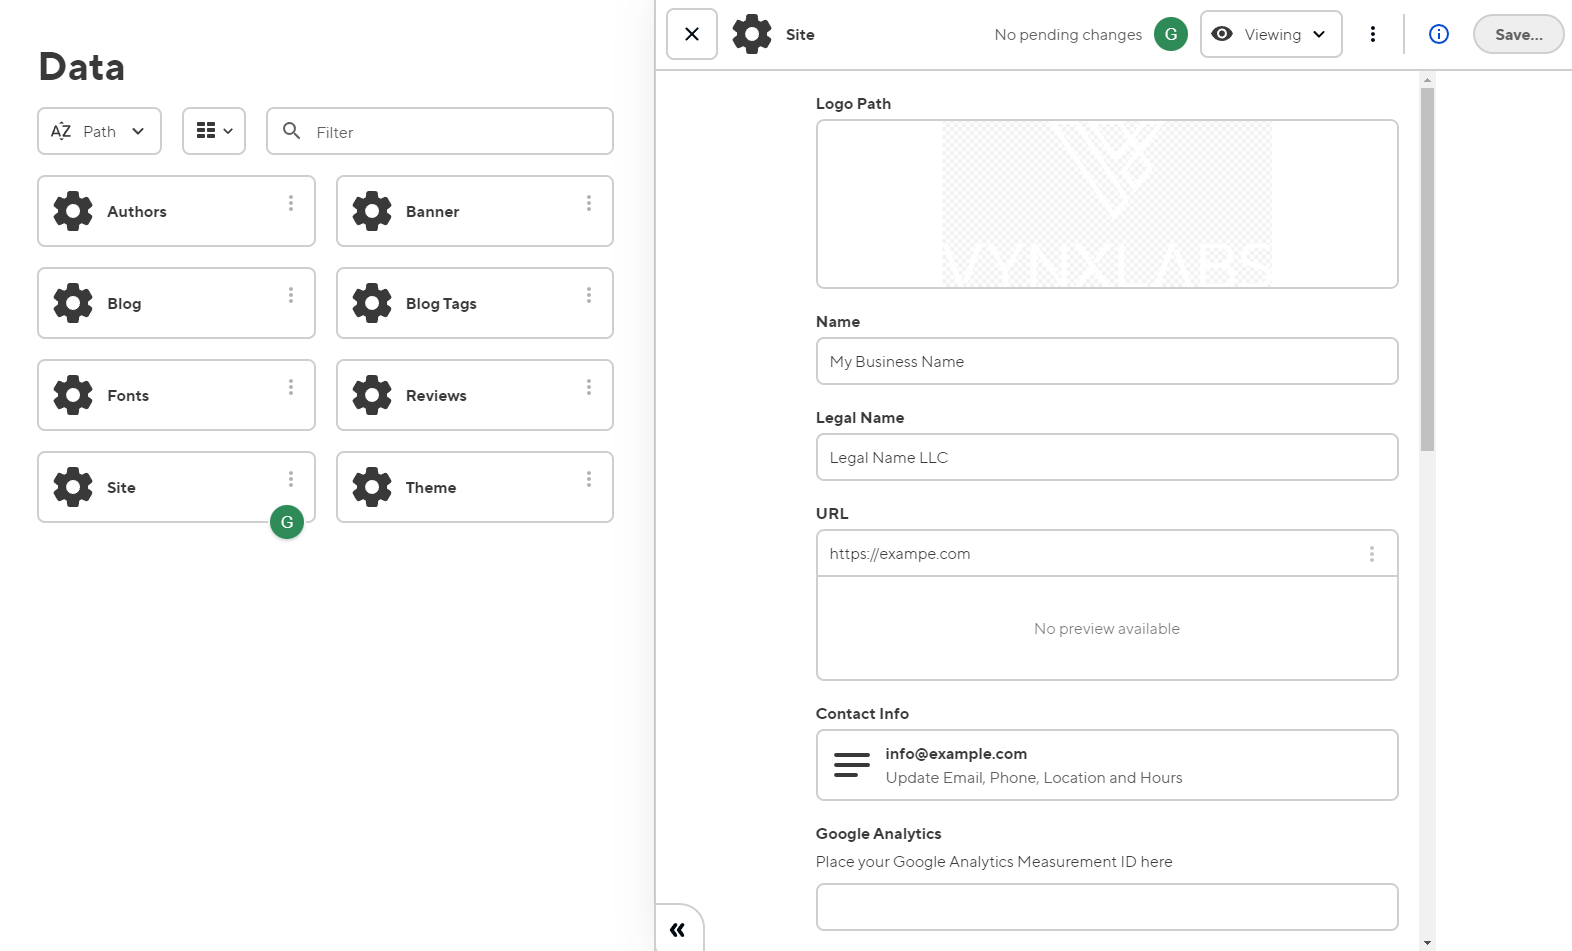 Data
AZ Path
Filter
Authors
Banner
Blog
Blog Tags
Fonts
Reviews
Site
G
Theme
Site
No pending changes
G
Viewing
Save...
Logo Path
VYNXLABS
Name
My Business Name
Legal Name
Legal Name LLC
URL
https://exampe.com
No preview available
Contact Info
info@example.com
Update Email, Phone, Location and Hours
Google Analytics
Place your Google Analytics Measurement ID here